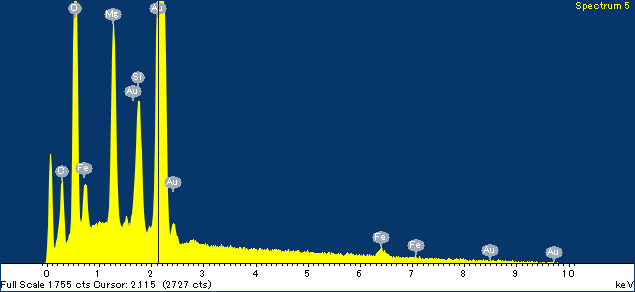 Spectrum 5
O Mg Au
Si
Au
O Fe
Au
Fe Fe Au Au
0 1 2 3 4 5 6 7 8 9 10
Full Scale 1755 cts Cursor: 2.115 (2727 cts) keV